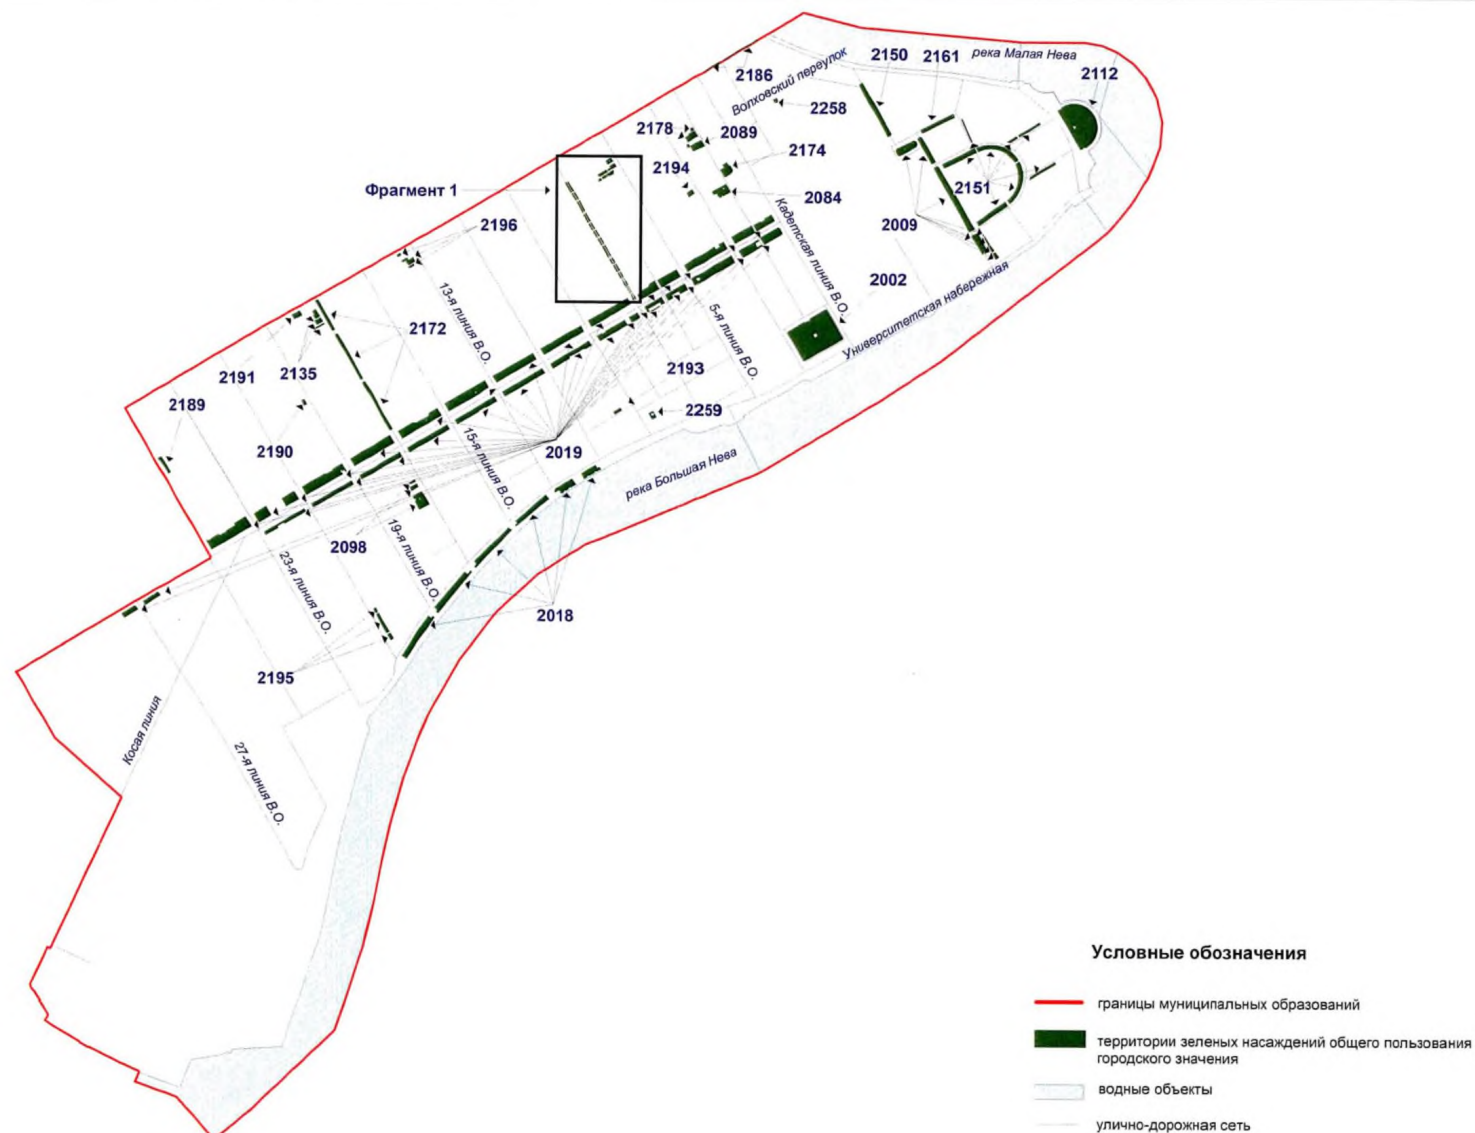 река Малая Нева
2150
2161
2112
2186
Волховский переулок
2258
2178
2089
2174
2194
Фрагмент 1
2151
2084
2196
Кадетская линия В.О.
2009
2002
13-я линия В.О.
Университетская набережная
5-я линия В.О.
2172
2191
2135
2193
2189
2259
2190
2019
15-я линия В.О.
река Большая Нева
2098
19-я линия В.О.
23-я линия В.О.
2018
2195
Косая линия
27-я линия В.О.
Условные обозначения
границы муниципальных образований
территории зеленых насаждений общего пользования
городского значения
водные объекты
улично-дорожная сеть